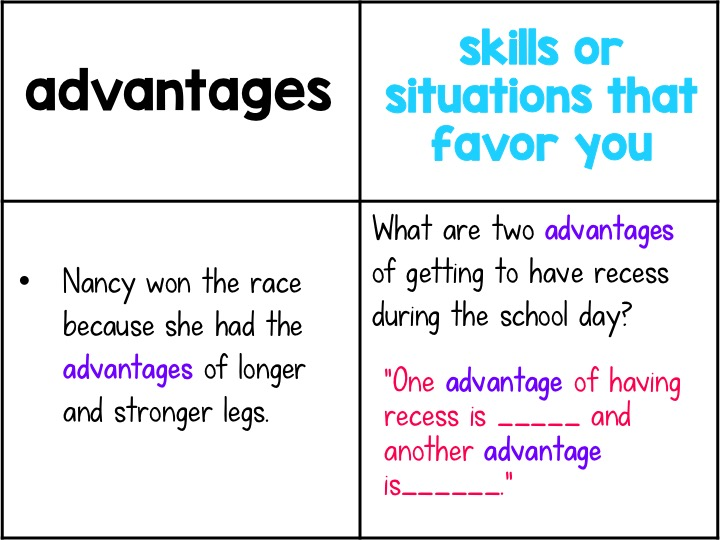 advantages
skills or
situations that
favor you
• Nancy won the race
because she had the
advantages of longer
and stronger legs.
What are two advantages
of getting to have recess
during the school day?
"One advantage of having
recess is _____ and
another advantage
is______."